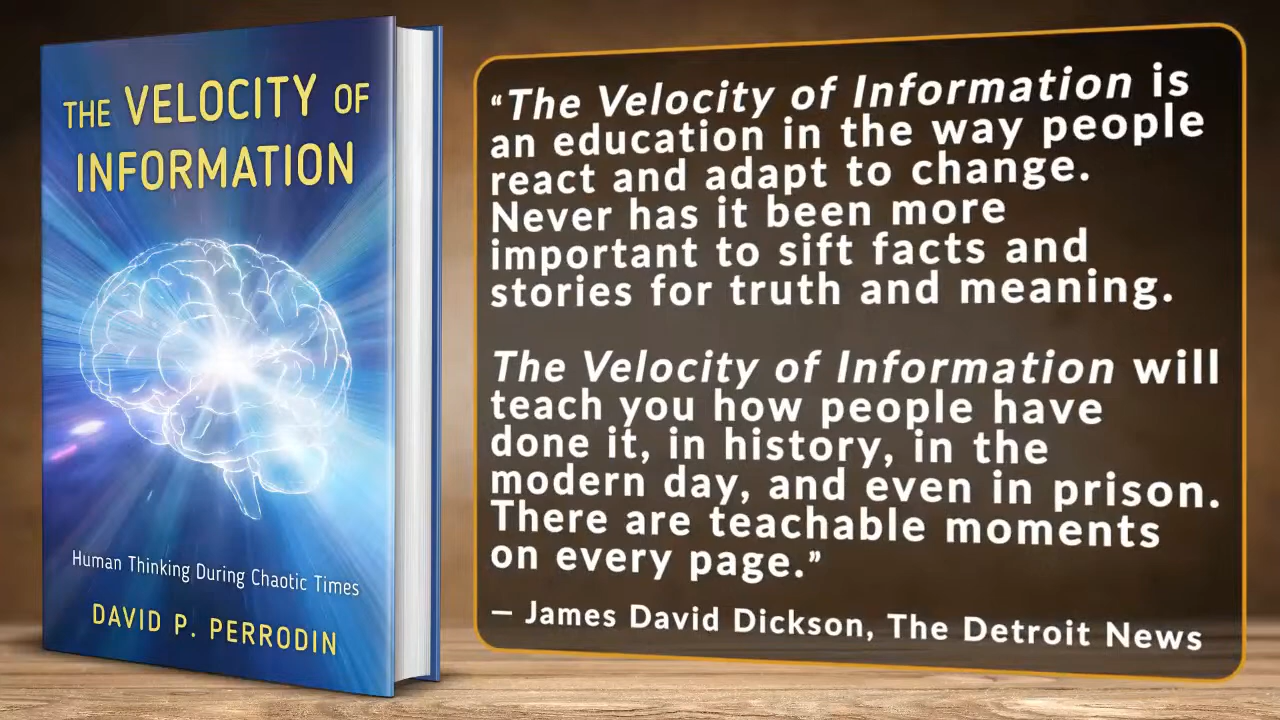 THE VELOCITY OF
INFORMATION
Human Thinking During Chaotic Times
DAVID P. PERRODIN
“The Velocity of Information is
an education in the way people
react and adapt to change.
Never has it been more
important to sift facts and
stories for truth and meaning.
The Velocity of Information will
teach you how people have
done it, in history, in the
modern day, and even in prison.
There are teachable moments
on every page.”
— James David Dickson, The Detroit News